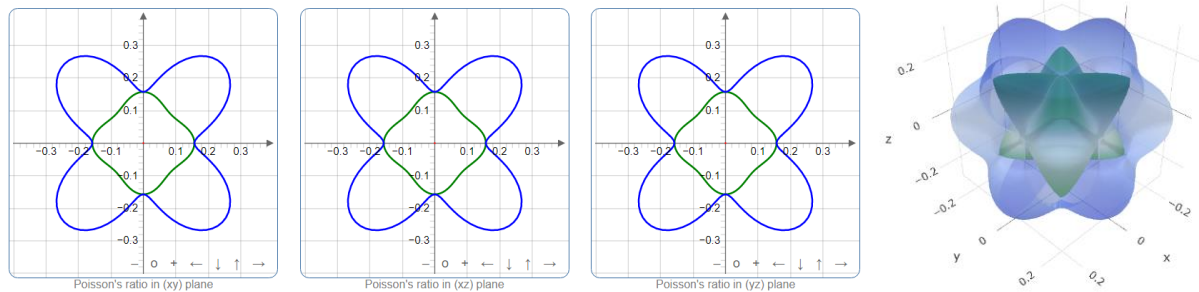 0.3
0.2
0.1
−0.3 −0.2 −0.1 0.1 0.2 0.3
−0.1
−0.2
−0.3
− o + ← ↓ ↑ →
Poisson's ratio in (xy) plane
0.3
0.2
0.1
−0.3 −0.2 −0.1 0.1 0.2 0.3
−0.1
−0.2
−0.3
− o + ← ↓ ↑ →
Poisson's ratio in (xz) plane
0.3
0.2
0.1
−0.3 −0.2 −0.1 0.1 0.2 0.3
−0.1
−0.2
−0.3
− o + ← ↓ ↑ →
Poisson's ratio in (yz) plane
0.2
0
z
−0.2
−0.2
0
y
0.2
−0.2
0
x
0.2